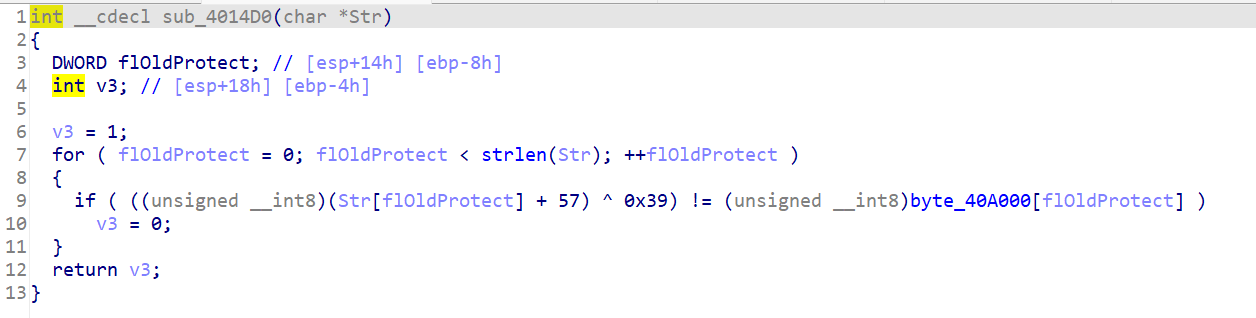 1 int __cdecl sub_4014D0(char *Str)
2 {
3   DWORD flOldProtect; // [esp+14h] [ebp-8h]
4   int v3; // [esp+18h] [ebp-4h]
5
6   v3 = 1;
7   for ( flOldProtect = 0; flOldProtect < strlen(Str); ++flOldProtect )
8   {
9     if ( ((unsigned __int8)(Str[flOldProtect] + 57) ^ 0x39) != (unsigned __int8)byte_40A000[flOldProtect] )
10       v3 = 0;
11   }
12   return v3;
13 }